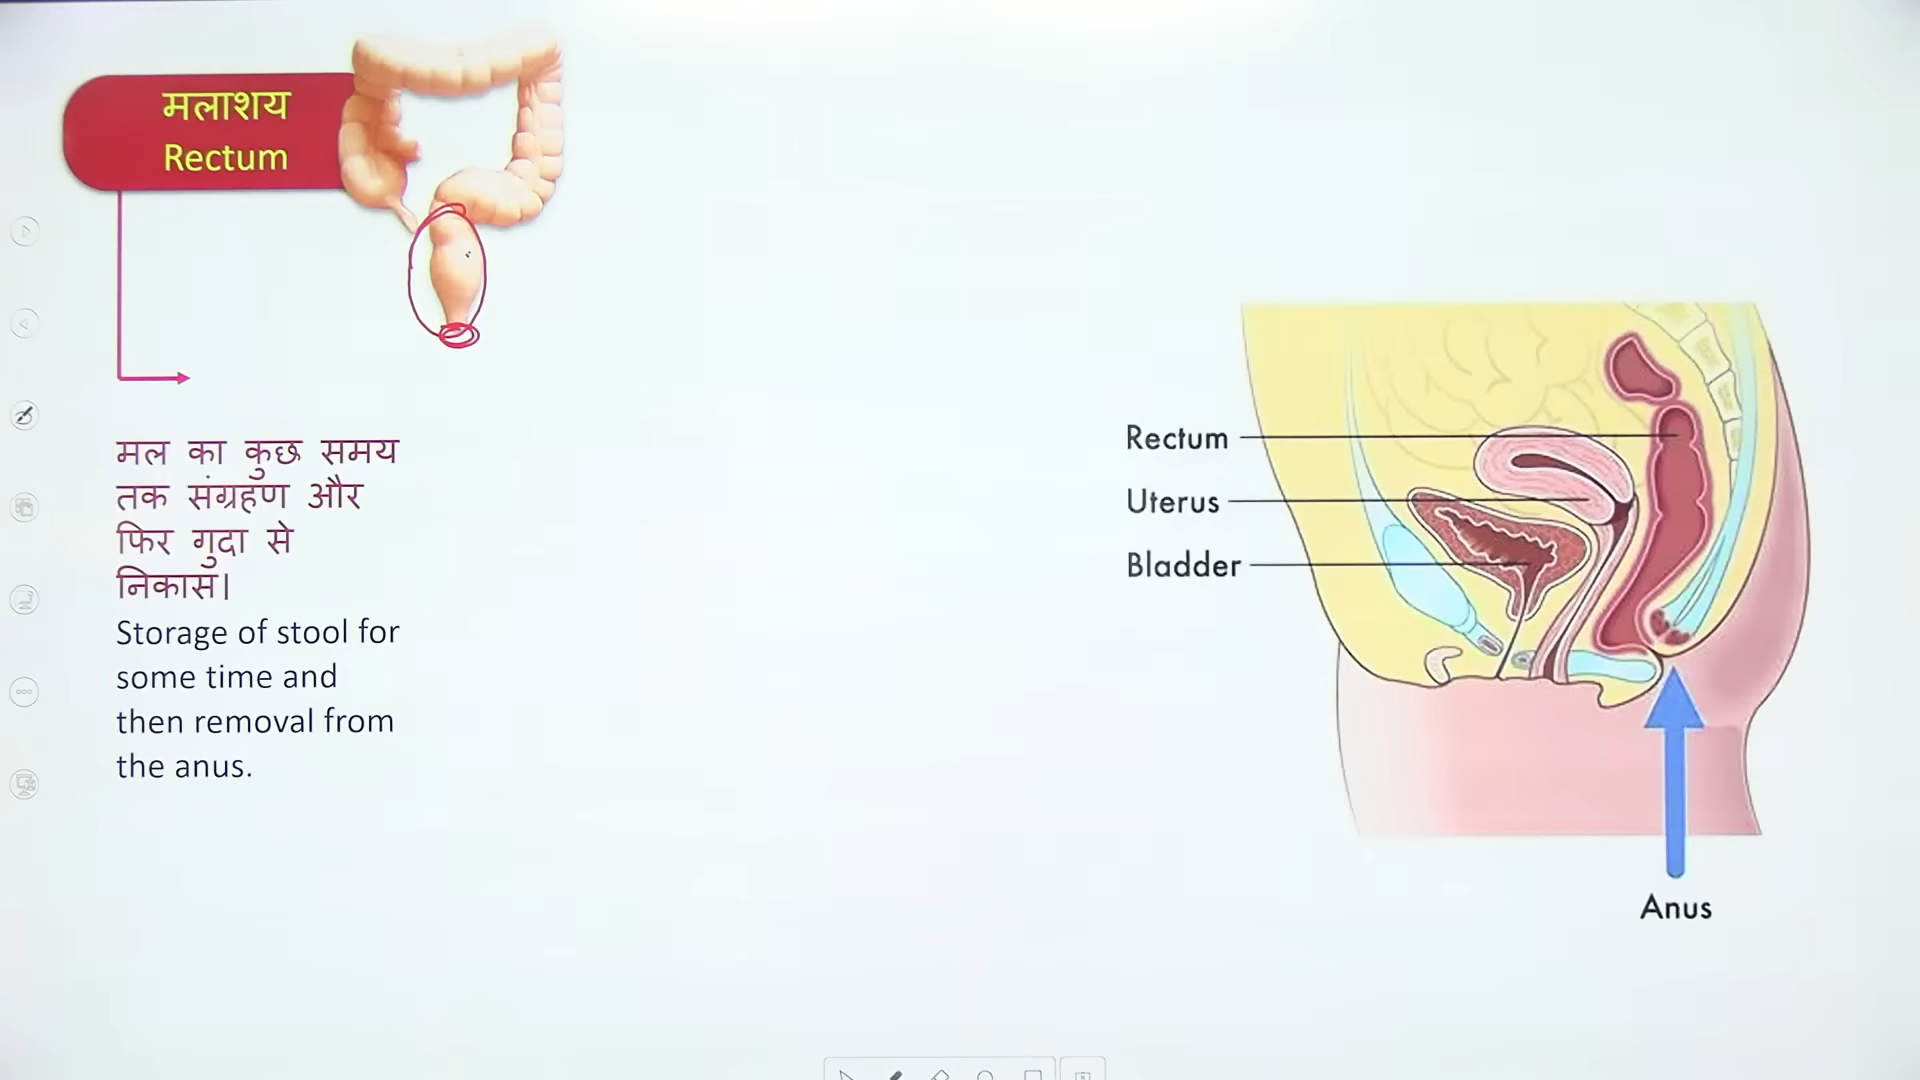 मलाशय
Rectum
मल का कुछ समय
तक संग्रहण और
फिर गुदा से
निकास।
Storage of stool for
some time and
then removal from
the anus.
Rectum
Uterus
Bladder
Anus